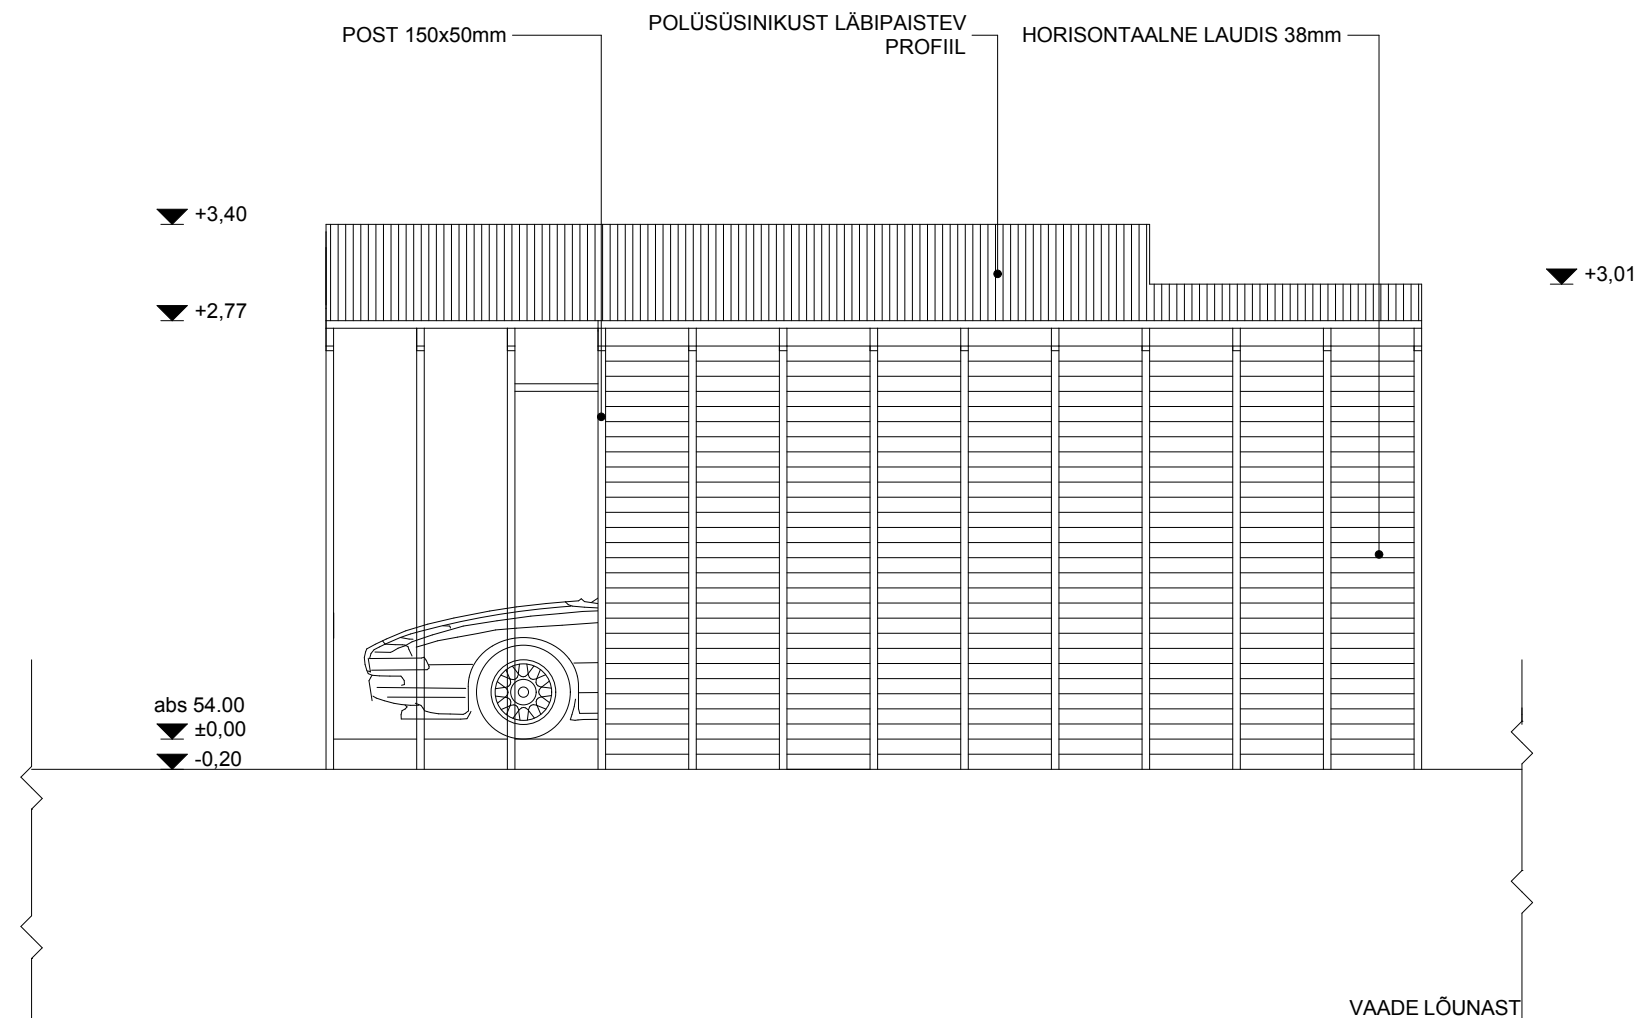 POST 150x50mm
POLÜSÜSINIKUST LÄBIPAISTEV
PROFIIL
HORISONTAALNE LAUDIS 38mm
+3,40
+3,01
+2,77
abs 54.00
±0,00
-0,20
VAADE LÕUNAST